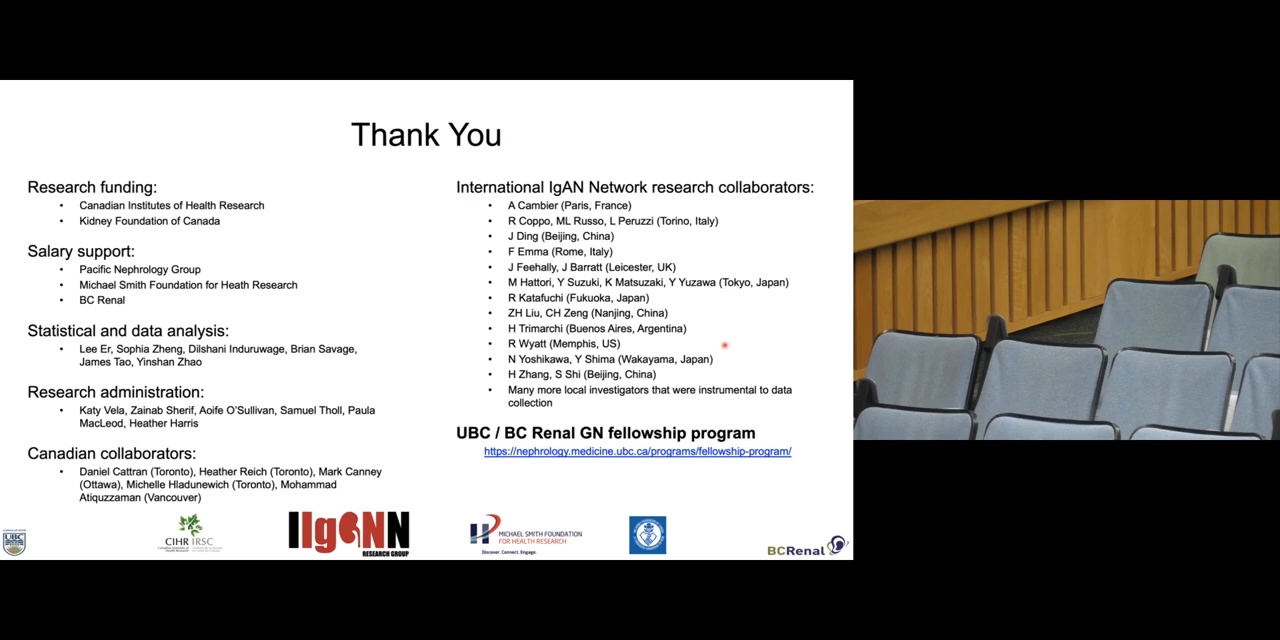 Thank You
Research funding:
• Canadian Institutes of Health Research
• Kidney Foundation of Canada
Salary support:
• Pacific Nephrology Group
• Michael Smith Foundation for Heath Research
• BC Renal
Statistical and data analysis:
• Lee Er, Sophia Zheng, Dilshani Induruwage, Brian Savage,
James Tao, Yinshan Zhao
Research administration:
• Katy Vela, Zainab Sherif, Aoife O’Sullivan, Samuel Tholl, Paula
MacLeod, Heather Harris
Canadian collaborators:
• Daniel Cattran (Toronto), Heather Reich (Toronto), Mark Canney
(Ottawa), Michelle Hladunewich (Toronto), Mohammad
Atiquzzaman (Vancouver)
International IgAN Network research collaborators:
• A Cambier (Paris, France)
• R Coppo, ML Russo, L Peruzzi (Torino, Italy)
• J Ding (Beijing, China)
• F Emma (Rome, Italy)
• J Feehally, J Barratt (Leicester, UK)
• M Hattori, Y Suzuki, K Matsuzaki, Y Yuzawa (Tokyo, Japan)
• R Katafuchi (Fukuoka, Japan)
• ZH Liu, CH Zeng (Nanjing, China)
• H Trimarchi (Buenos Aires, Argentina)
• R Wyatt (Memphis, US)
• N Yoshikawa, Y Shima (Wakayama, Japan)
• H Zhang, S Shi (Beijing, China)
• Many more local investigators that were instrumental to data
collection
UBC / BC Renal GN fellowship program
https://nephrology.medicine.ubc.ca/programs/fellowship-program/
UBC
CIHR IRSC
IIgANN
RESEARCH GROUP
MICHAEL SMITH FOUNDATION
FOR HEALTH RESEARCH
Discover. Connect. Engage.
BCRenal